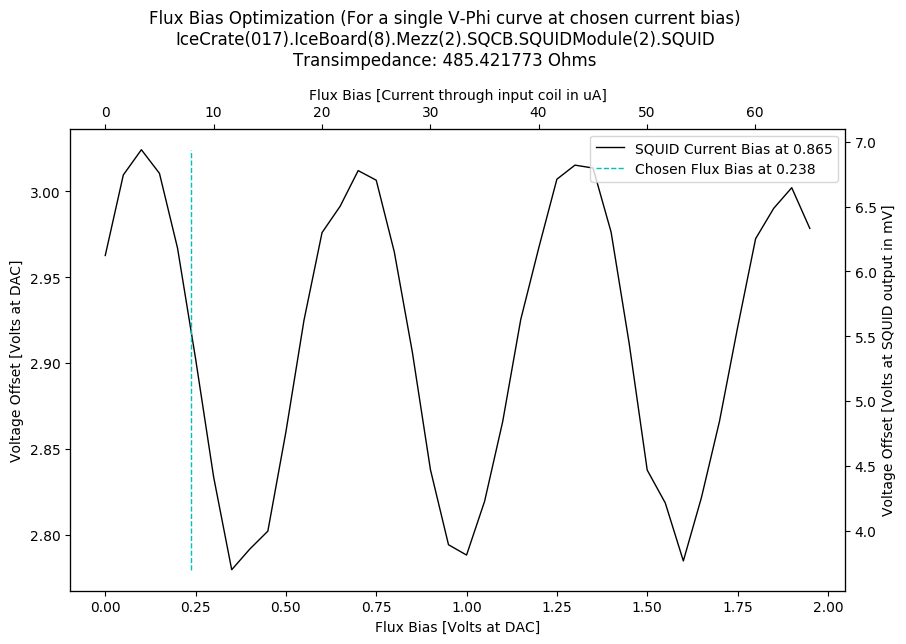 Flux Bias Optimization (For a single V-Phi curve at chosen current bias)
IceCrate(017).IceBoard(8).Mezz(2).SQCB.SQUIDModule(2).SQUID
Transimpedance: 485.421773 Ohms
Flux Bias [Current through input coil in uA]
0 10 20 30 40 50 60
SQUID Current Bias at 0.865
Chosen Flux Bias at 0.238
Voltage Offset [Volts at DAC]
3.00
2.95
2.90
2.85
2.80
7.0
6.5
6.0
5.5
5.0
4.5
4.0
Voltage Offset [Volts at SQUID output in mV]
0.00 0.25 0.50 0.75 1.00 1.25 1.50 1.75 2.00
Flux Bias [Volts at DAC]